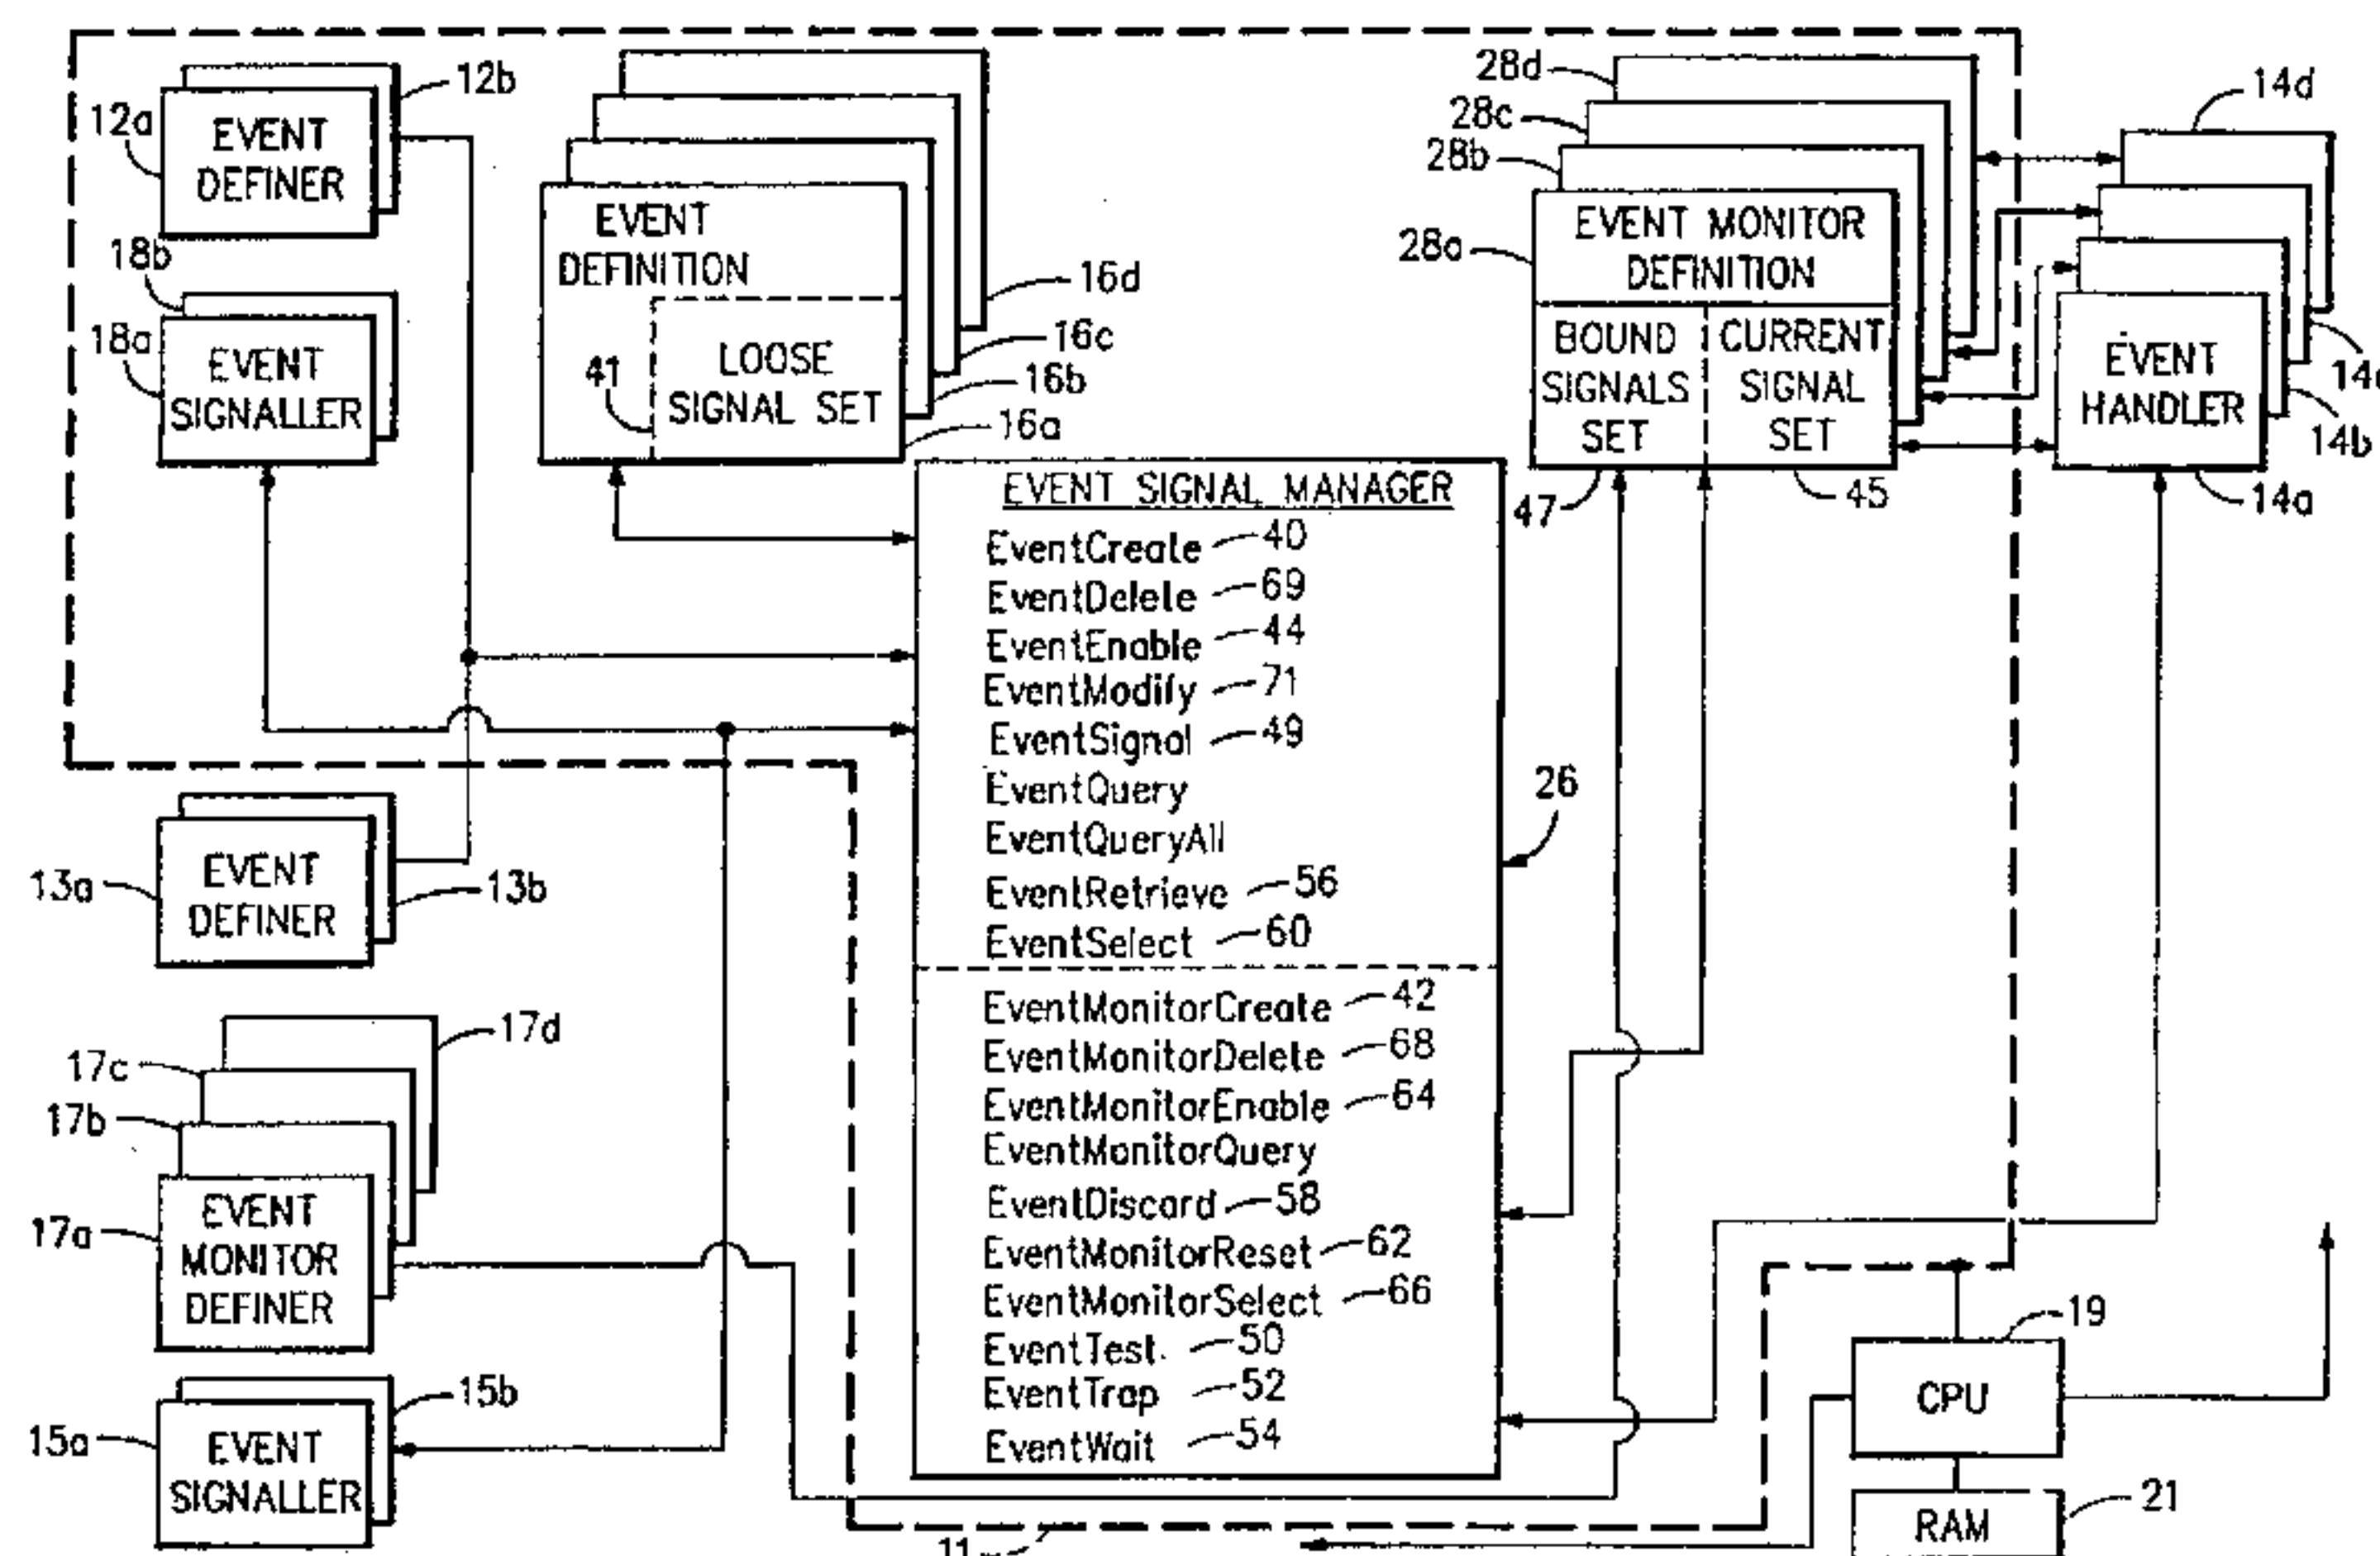 12a
EVENT
DEFINER
12b
18b
18a
EVENT
SIGNALLER
EVENT
DEFINITION
41
LOOSE
SIGNAL SET
16d
16c
16b
16a
28d
28c
28b
28a
EVENT MONITOR
DEFINITION
BOUND
SIGNALS
SET
CURRENT
SIGNAL
SET
47
45
14d
EVENT
HANDLER
14b
14a
EVENT SIGNAL MANAGER
EventCreate 40
EventDelete 69
EventEnable 44
EventModify 71
EventSignal 49
EventQuery
EventQueryAll
EventRetrieve 56
EventSelect 60
EventMonitorCreate 42
EventMonitorDelete 68
EventMonitorEnable 64
EventMonitorQuery
EventDiscard 58
EventMonitorReset 62
EventMonitorSelect 66
EventTest 50
EventTrap 52
EventWait 54
26
13a
EVENT
DEFINER
13b
17d
17c
17b
17a
EVENT
MONITOR
DEFINER
15b
15a
EVENT
SIGNALLER
11
19
CPU
21
RAM